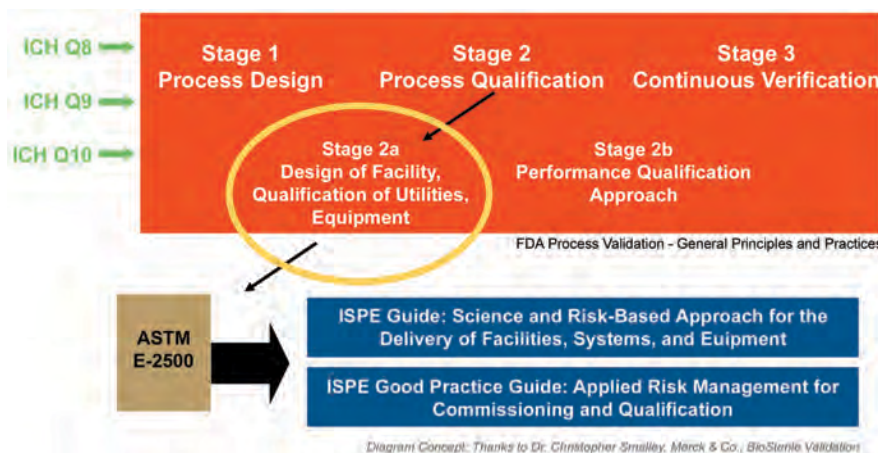 ICH Q8
ICH Q9
ICH Q10
Stage 1
Process Design
Stage 2
Process Qualification
Stage 3
Continuous Verification
Stage 2a
Design of Facility,
Qualification of Utilities,
Equipment
Stage 2b
Performance Qualification
Approach
FDA Process Validation - General Principles and Practices
ASTM
E-2500
ISPE Guide: Science and Risk-Based Approach for the
Delivery of Facilities, Systems, and Euipment
ISPE Good Practice Guide: Applied Risk Management for
Commissioning and Qualification
Diagram Concept: Thanks to Dr. Christopher Smalley, Merck & Co., BioSterile Validation